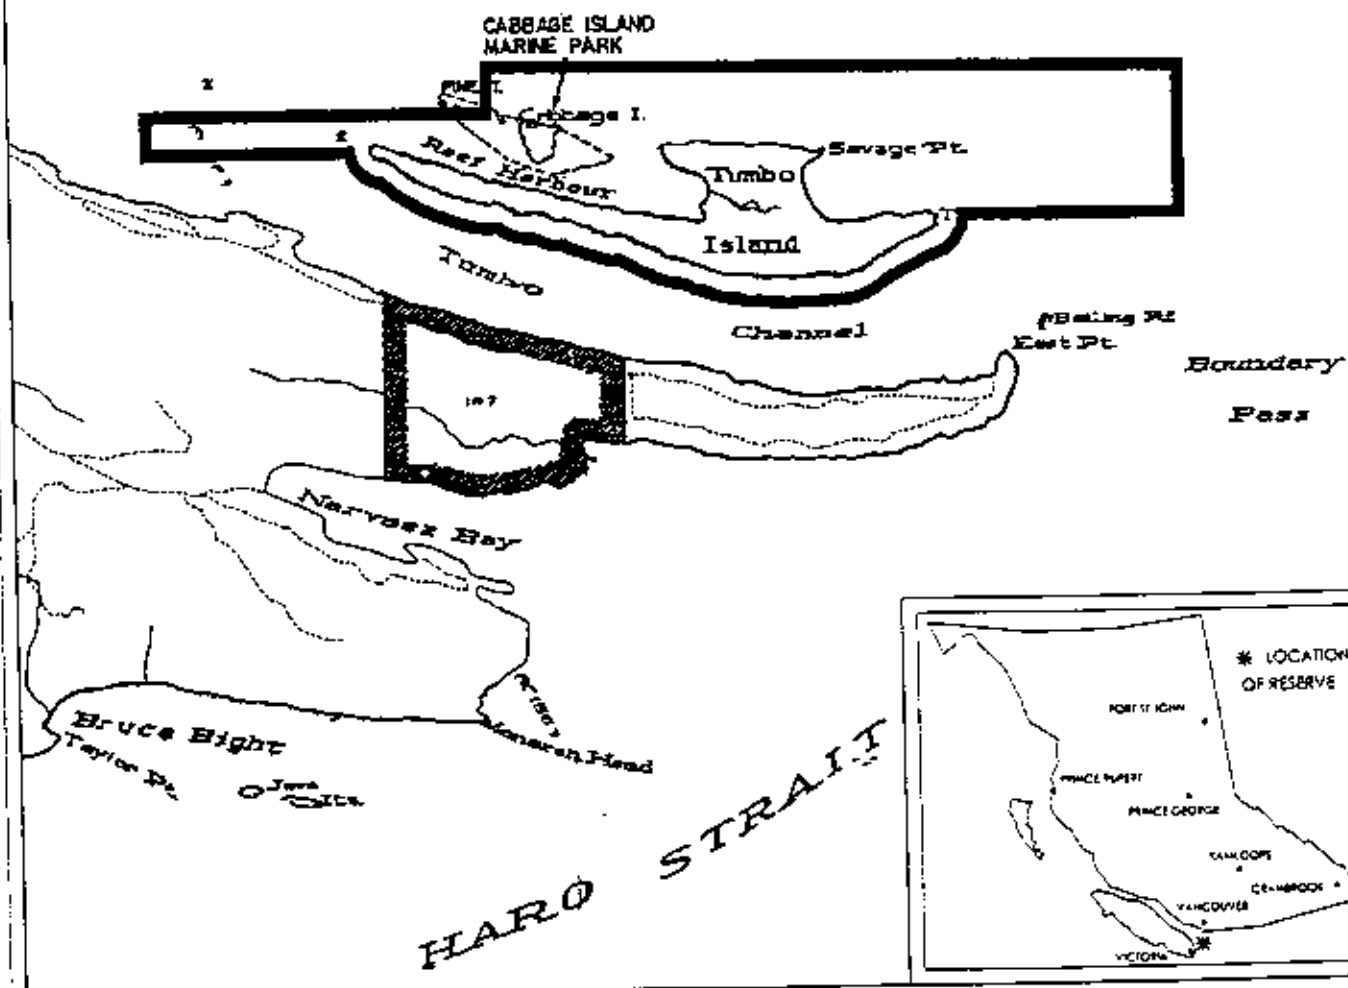 CABBAGE ISLAND
MARINE PARK
Cabbage I.
Reef Harbour
Savage Pt.
Tumbo
Island
Tumbo
Channel
East Pt.
Boundary
Pass
Narvaez Bay
Bruce Bight
Taylor Pt.
Monarch Head
Java
Its.
HARO STRAIT
* LOCATION
OF RESERVE
FORT ST JOHN
PRINCE RUPERT
PRINCE GEORGE
KAMLOOPS
CRANBROOK
VANCOUVER
VICTORIA